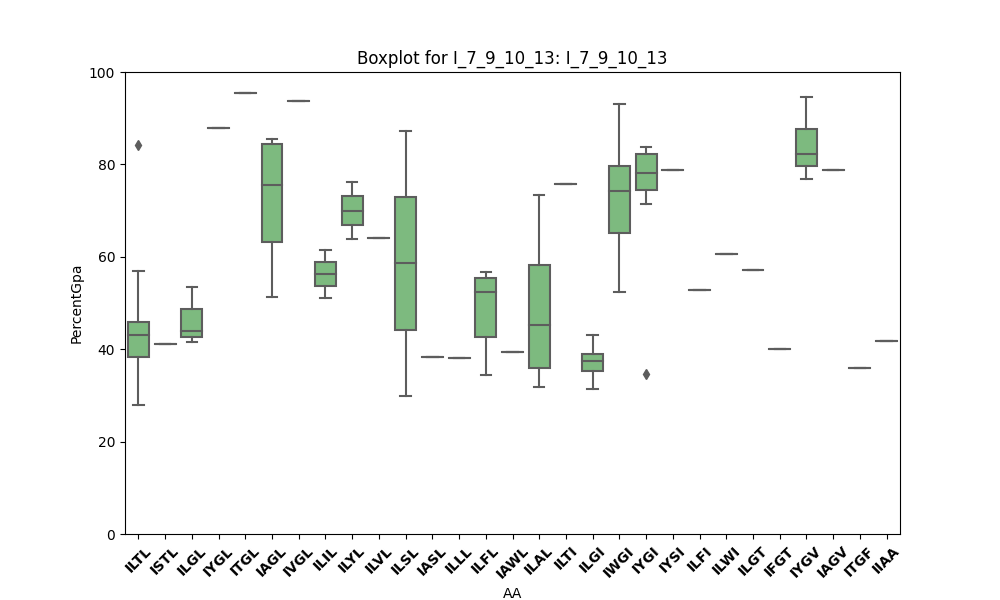 Boxplot for I_7_9_10_13: I_7_9_10_13
PercentGpa
100
80
60
40
20
0
ILTL ISTL ILGL IYGL ITGL IAGL IVGL ILIL ILYL ILVL ILSL IASL ILLL ILFL IAWL ILAL ILTI ILGI IWGI IYGI IYSI ILFI ILWI ILGT IFGT IYGV IAGV ITGF IIAA
AA